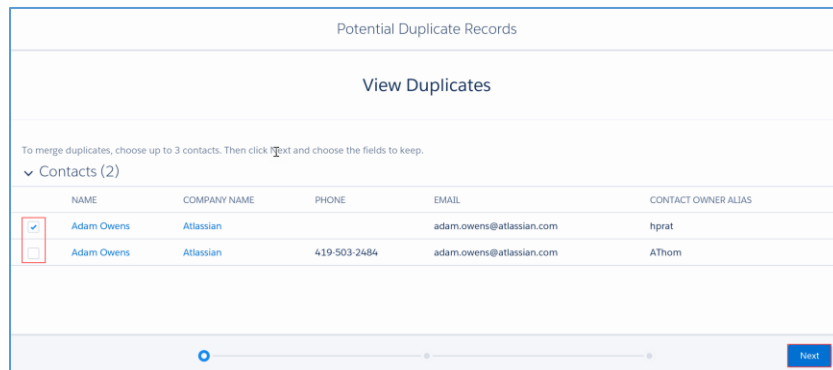 Potential Duplicate Records
View Duplicates
To merge duplicates, choose up to 3 contacts. Then click Next and choose the fields to keep.
Contacts (2)
NAME COMPANY NAME PHONE EMAIL CONTACT OWNER ALIAS
Adam Owens Atlassian adam.owens@atlassian.com hprat
Adam Owens Atlassian 419-503-2484 adam.owens@atlassian.com AThom
Next